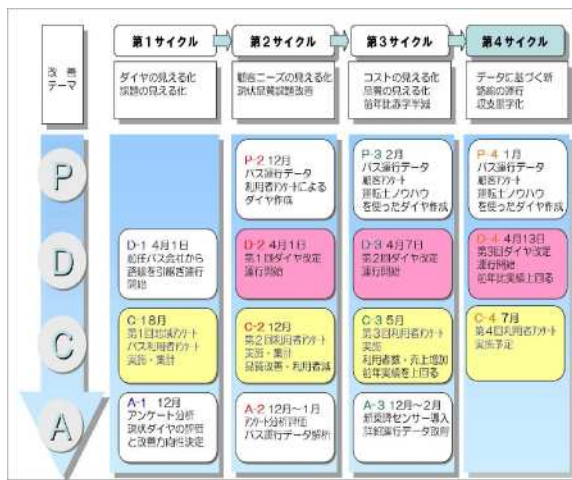 改善
テーマ
第1サイクル
第2サイクル
第3サイクル
第4サイクル
ダイヤの見える化
課題の見える化
顧客ニーズの見える化
現状品質課題改善
コストの見える化
品質の見える化
前年比赤字半減
データに基づく新
路線の運行
収支黒字化
P
P-2 12月
バス運行データ
利用者アンケートによる
ダイヤ作成
P-3 2月
バス運行データ
顧客アンケート
運転士ノウハウ
を使ったダイヤ作成
P-4 1月
バス運行データ
顧客アンケート
運転士ノウハウ
を使ったダイヤ作成
D
D-1 4月1日
前任バス会社から
路線を引継ぎ運行
開始
D-2 4月1日
第1回ダイヤ改定
運行開始
D-3 4月7日
第2回ダイヤ改定
運行開始
D-4 4月13日
第3回ダイヤ改定
運行開始
前年比実績上回る
C
C-1 8月
第1回地域アンケート
バス利用者アンケート
実施・集計
C-2 12月
第2回利用者アンケート
実施・集計
品質改善・利用者減
C-3 5月
第3回利用者アンケート
実施
利用者数・売上増加
前年実績を上回る
C-4 7月
第4回利用者アンケート
実施予定
A
A-1 12月
アンケート分析
現状ダイヤの評価
と改善方向性決定
A-2 12月～1月
アンケート分析評価
バス運行データ解析
A-3 12月～2月
新乗降センサー導入
詳細運行データ取得